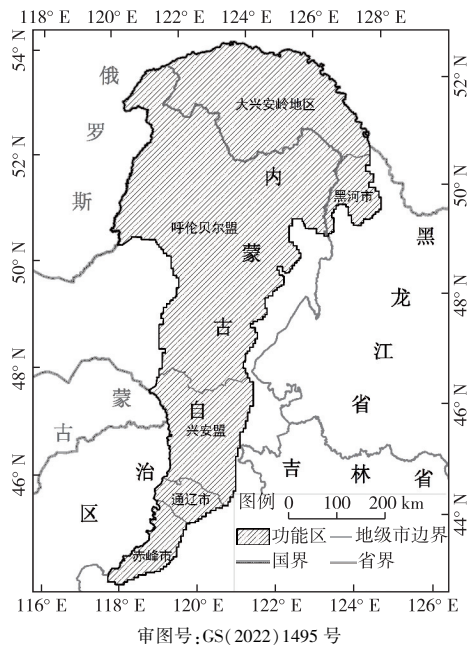 118° E 120° E 122° E 124° E 126° E 128° E
54° N
52° N
50° N
48° N
46° N
52° N
50° N
48° N
46° N
44° N
俄
罗
斯
大兴安岭地区
内
黑河市
呼伦贝尔盟
蒙
黑
龙
古
江
蒙
自
省
古
兴安盟
治
吉 林 省
区
通辽市
赤峰市
图例 0 100 200 km
功能区 地级市边界
国界 省界
116° E 118° E 120° E 122° E 124° E 126° E
审图号:GS(2022)1495 号